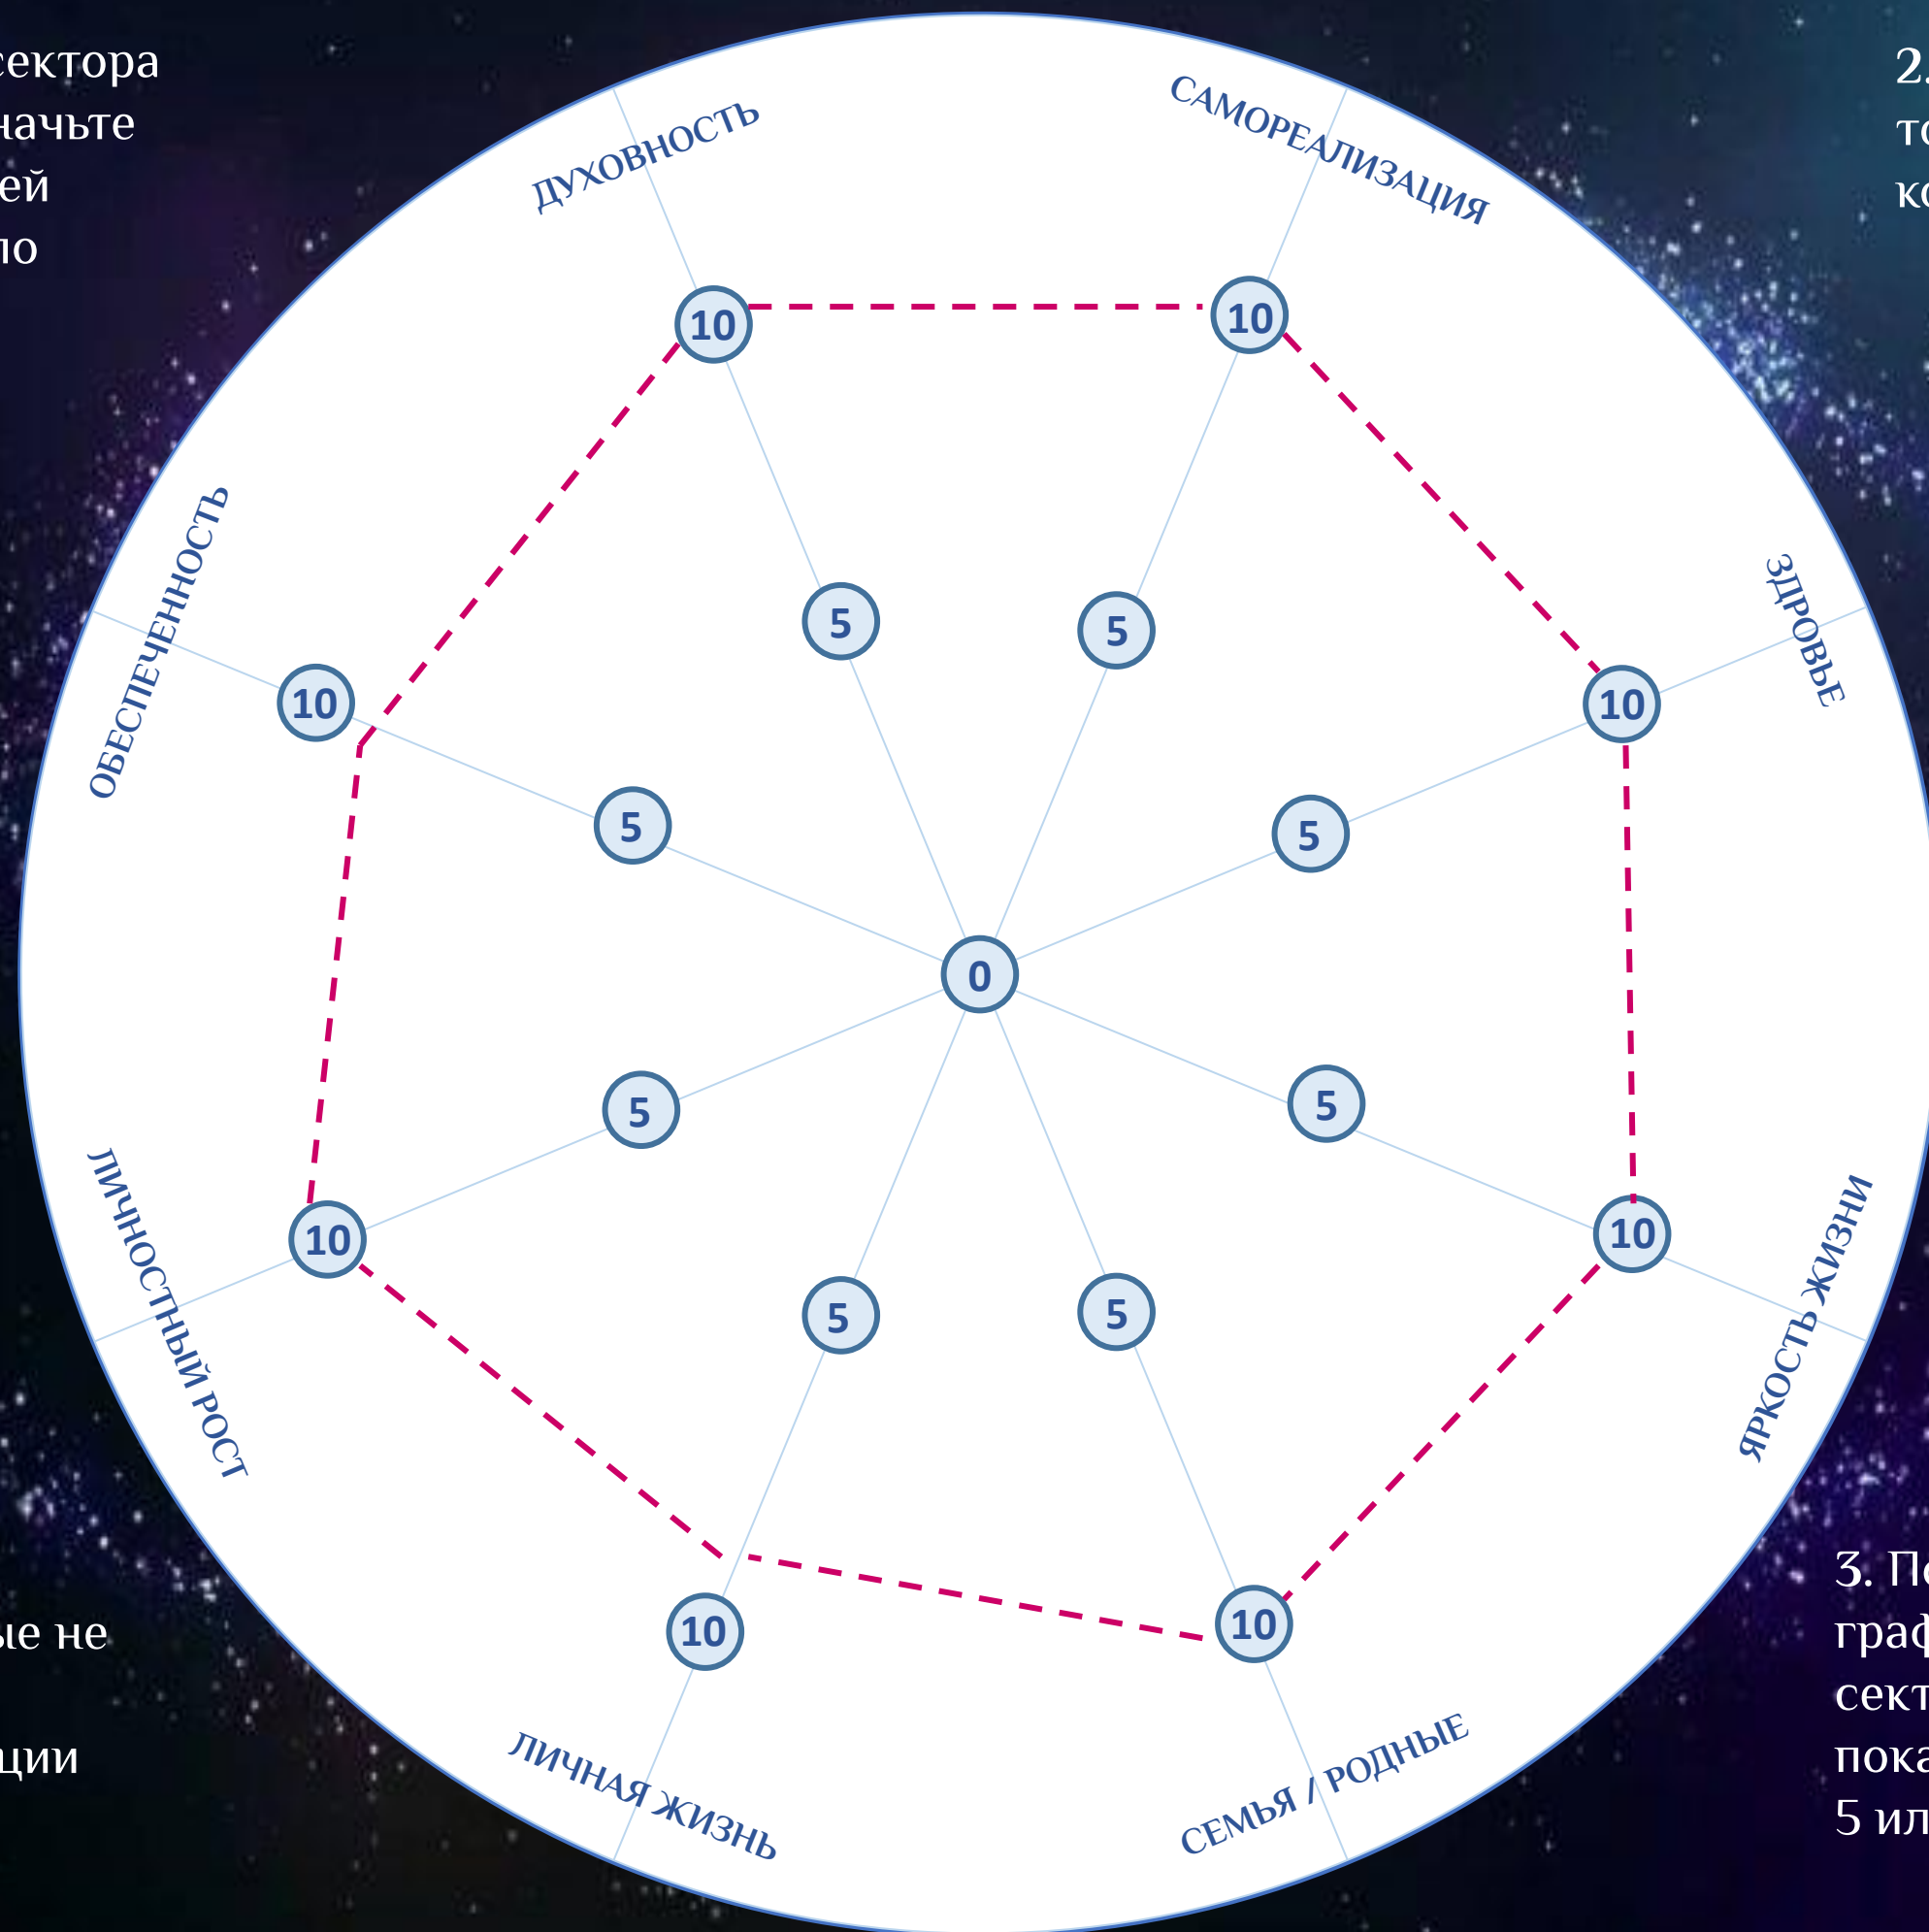 сектора
начьте
ей
по
2.
то
ко
ДУХОВНОСТЬ
САМОРЕАЛИЗАЦИЯ
ОБЕСПЕЧЕННОСТЬ
ЗДРОВЬЕ
10
10
10
10
5
5
5
5
0
5
5
5
5
10
10
10
10
ЛИЧНОСТНЫЙ РОСТ
ЯРКОСТЬ ЖИЗНИ
ЛИЧНАЯ ЖИЗНЬ
СЕМЬЯ / РОДНЫЕ
ые не
ции
3. По
граф
сект
пока
5 ил